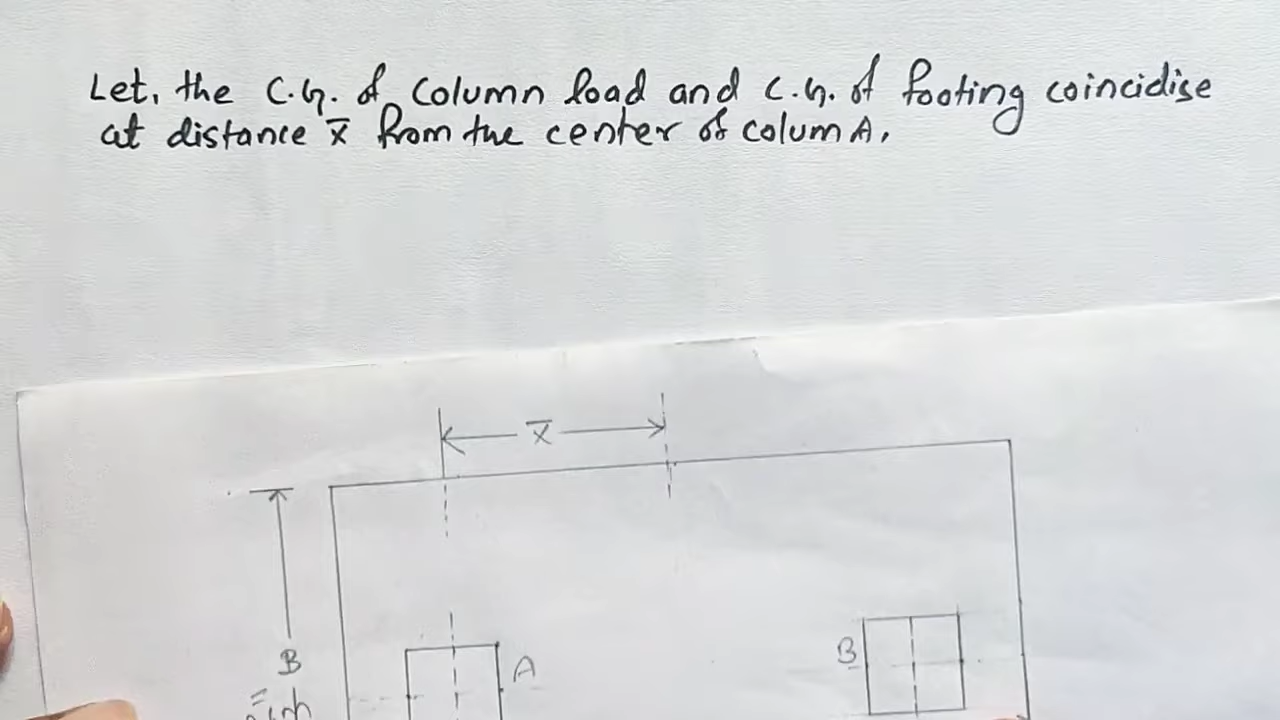 Let, the C.G. of Column load and C.G. of footing coincidise
at distance x̅ from the center of colum A.
x̅
B
=
A
B